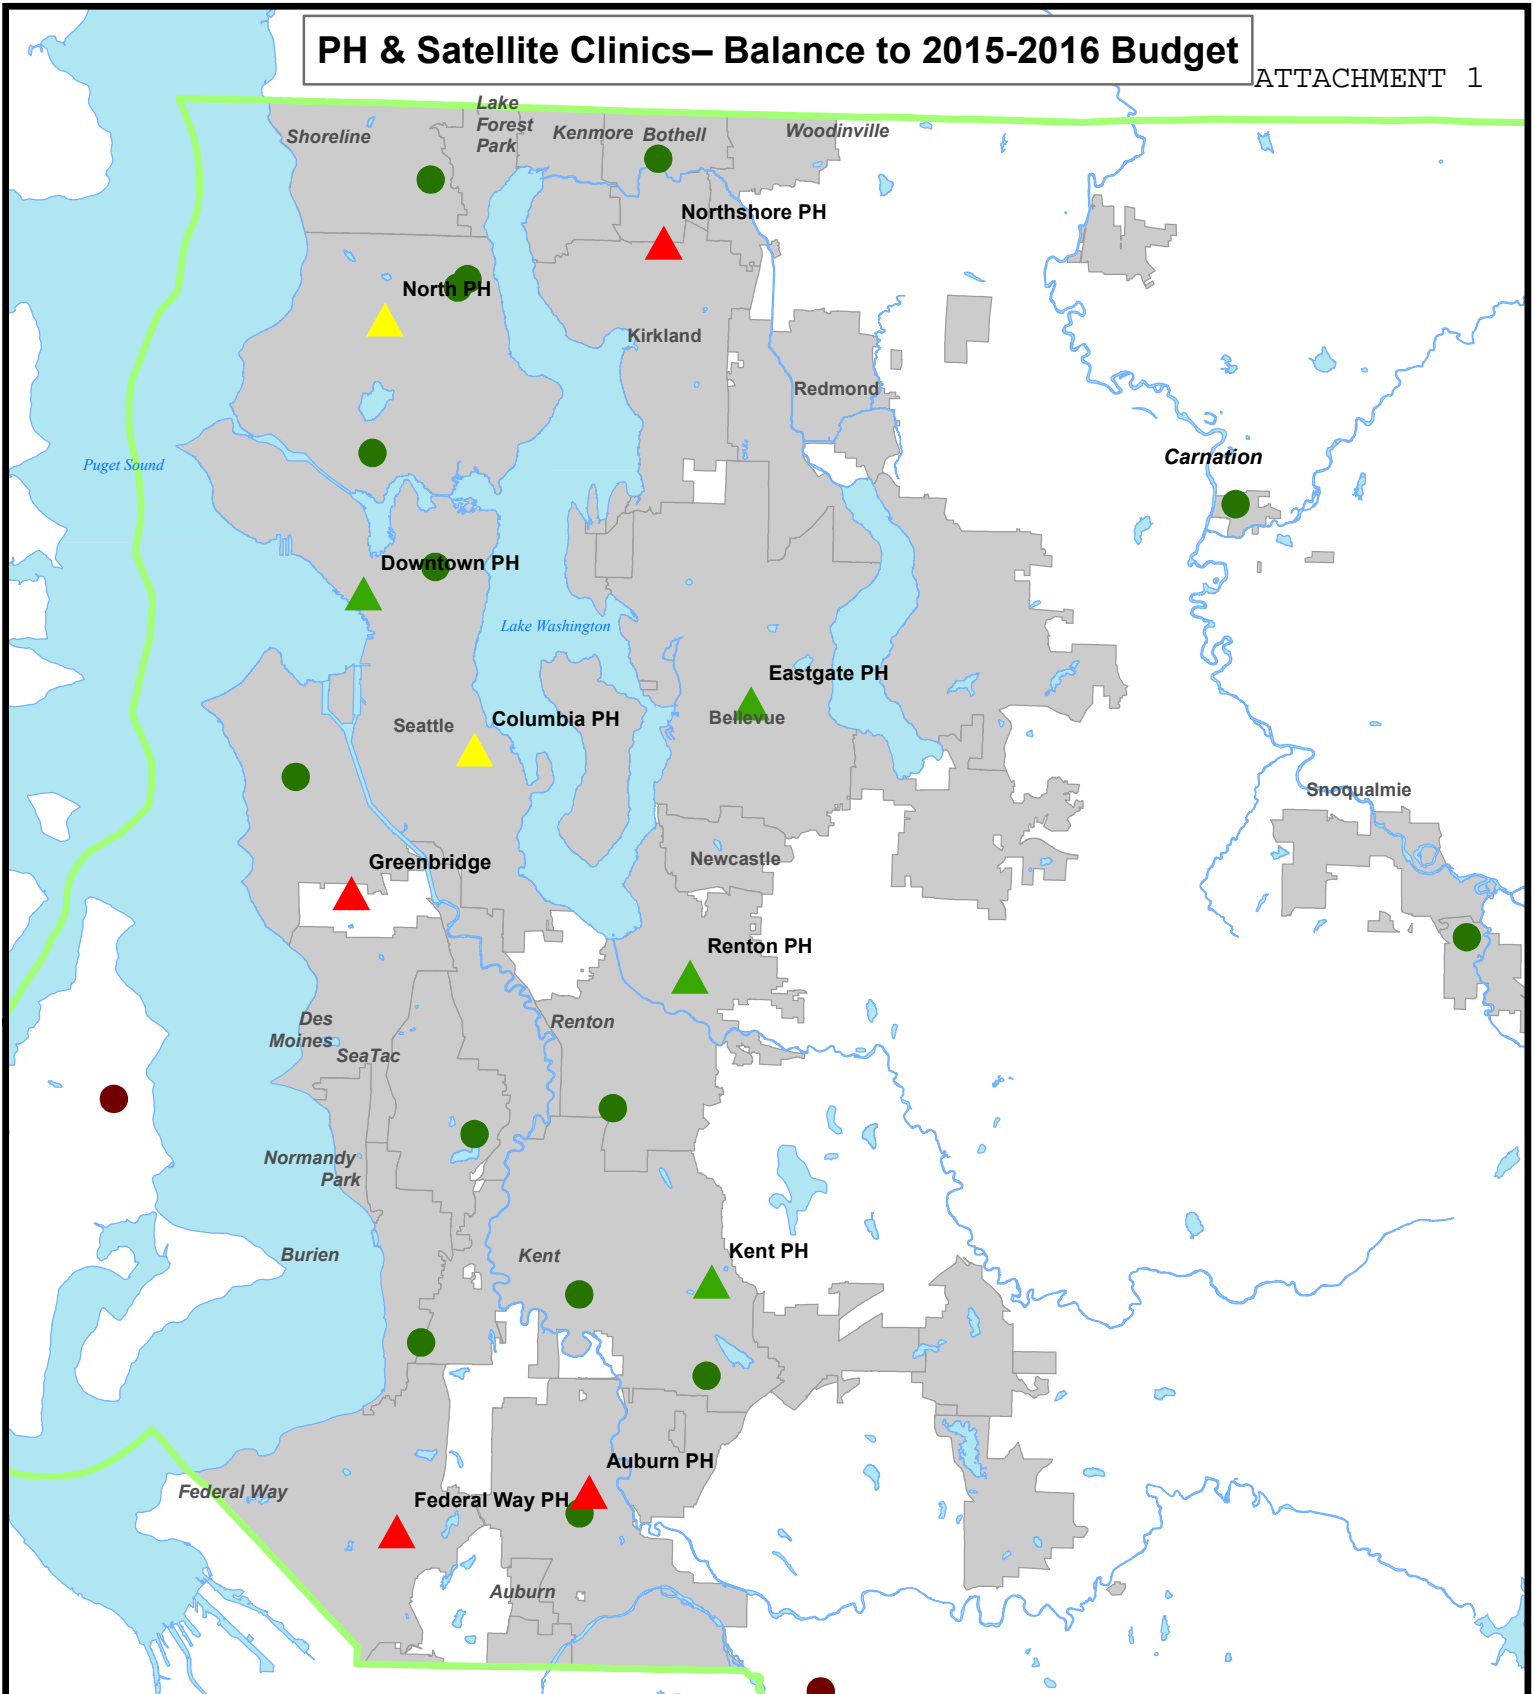 PH & Satellite Clinics– Balance to 2015-2016 Budget
ATTACHMENT 1
Lake
Forest
Park
Shoreline
Kenmore
Bothell
Woodinville
Northshore PH
North PH
Kirkland
Redmond
Carnation
Puget Sound
Downtown PH
Lake Washington
Eastgate PH
Bellevue
Columbia PH
Seattle
Snoqualmie
Newcastle
Greenbridge
Renton PH
Des
Moines
Renton
SeaTac
Normandy
Park
Burien
Kent
Kent PH
Auburn PH
Federal Way
Federal Way PH
Auburn